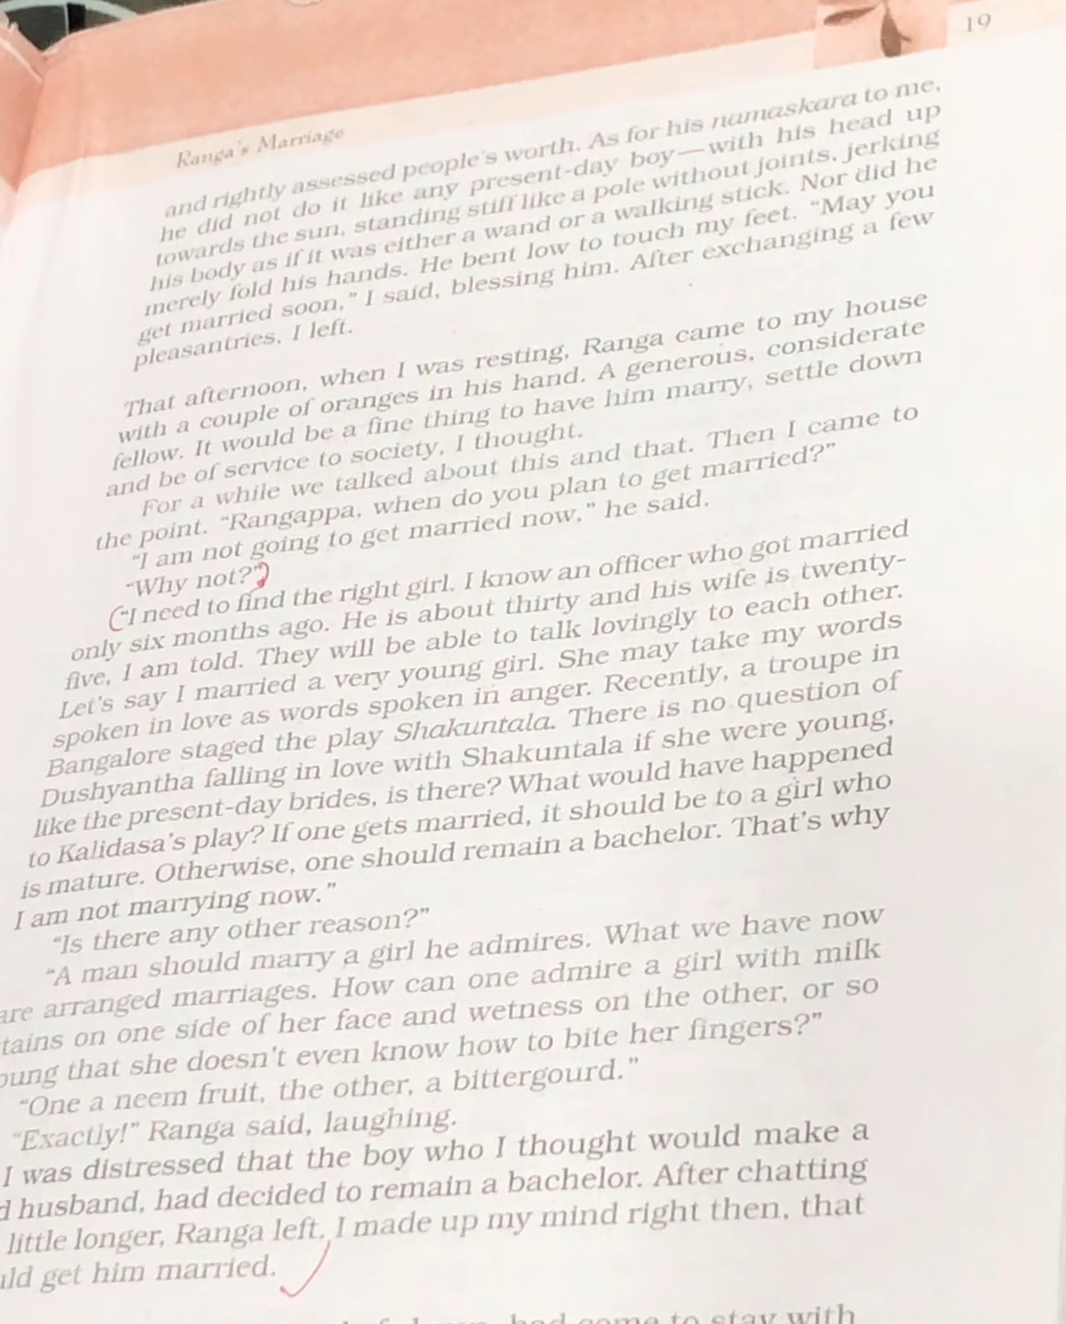 19
Ranga's Marriage
and rightly assessed people's worth. As for his namaskara to me,
he did not do it like any present-day boy—with his head up
towards the sun, standing stiff like a pole without joints, jerking
his body as if it was either a wand or a walking stick. Nor did he
merely fold his hands. He bent low to touch my feet. "May you
get married soon," I said, blessing him. After exchanging a few
pleasantries, I left.
That afternoon, when I was resting, Ranga came to my house
with a couple of oranges in his hand. A generous, considerate
fellow. It would be a fine thing to have him marry, settle down
and be of service to society, I thought.
For a while we talked about this and that. Then I came to
the point. "Rangappa, when do you plan to get married?"
"I am not going to get married now," he said.
"Why not?"
"I need to find the right girl. I know an officer who got married
only six months ago. He is about thirty and his wife is twenty-
five, I am told. They will be able to talk lovingly to each other.
Let's say I married a very young girl. She may take my words
spoken in love as words spoken in anger. Recently, a troupe in
Bangalore staged the play Shakuntala. There is no question of
Dushyantha falling in love with Shakuntala if she were young,
like the present-day brides, is there? What would have happened
to Kalidasa's play? If one gets married, it should be to a girl who
is mature. Otherwise, one should remain a bachelor. That's why
I am not marrying now."
"Is there any other reason?"
"A man should marry a girl he admires. What we have now
are arranged marriages. How can one admire a girl with milk
tains on one side of her face and wetness on the other, or so
oung that she doesn't even know how to bite her fingers?"
"One a neem fruit, the other, a bittergourd."
"Exactly!" Ranga said, laughing.
I was distressed that the boy who I thought would make a
d husband, had decided to remain a bachelor. After chatting
little longer, Ranga left. I made up my mind right then, that
uld get him married.
had come to stay with